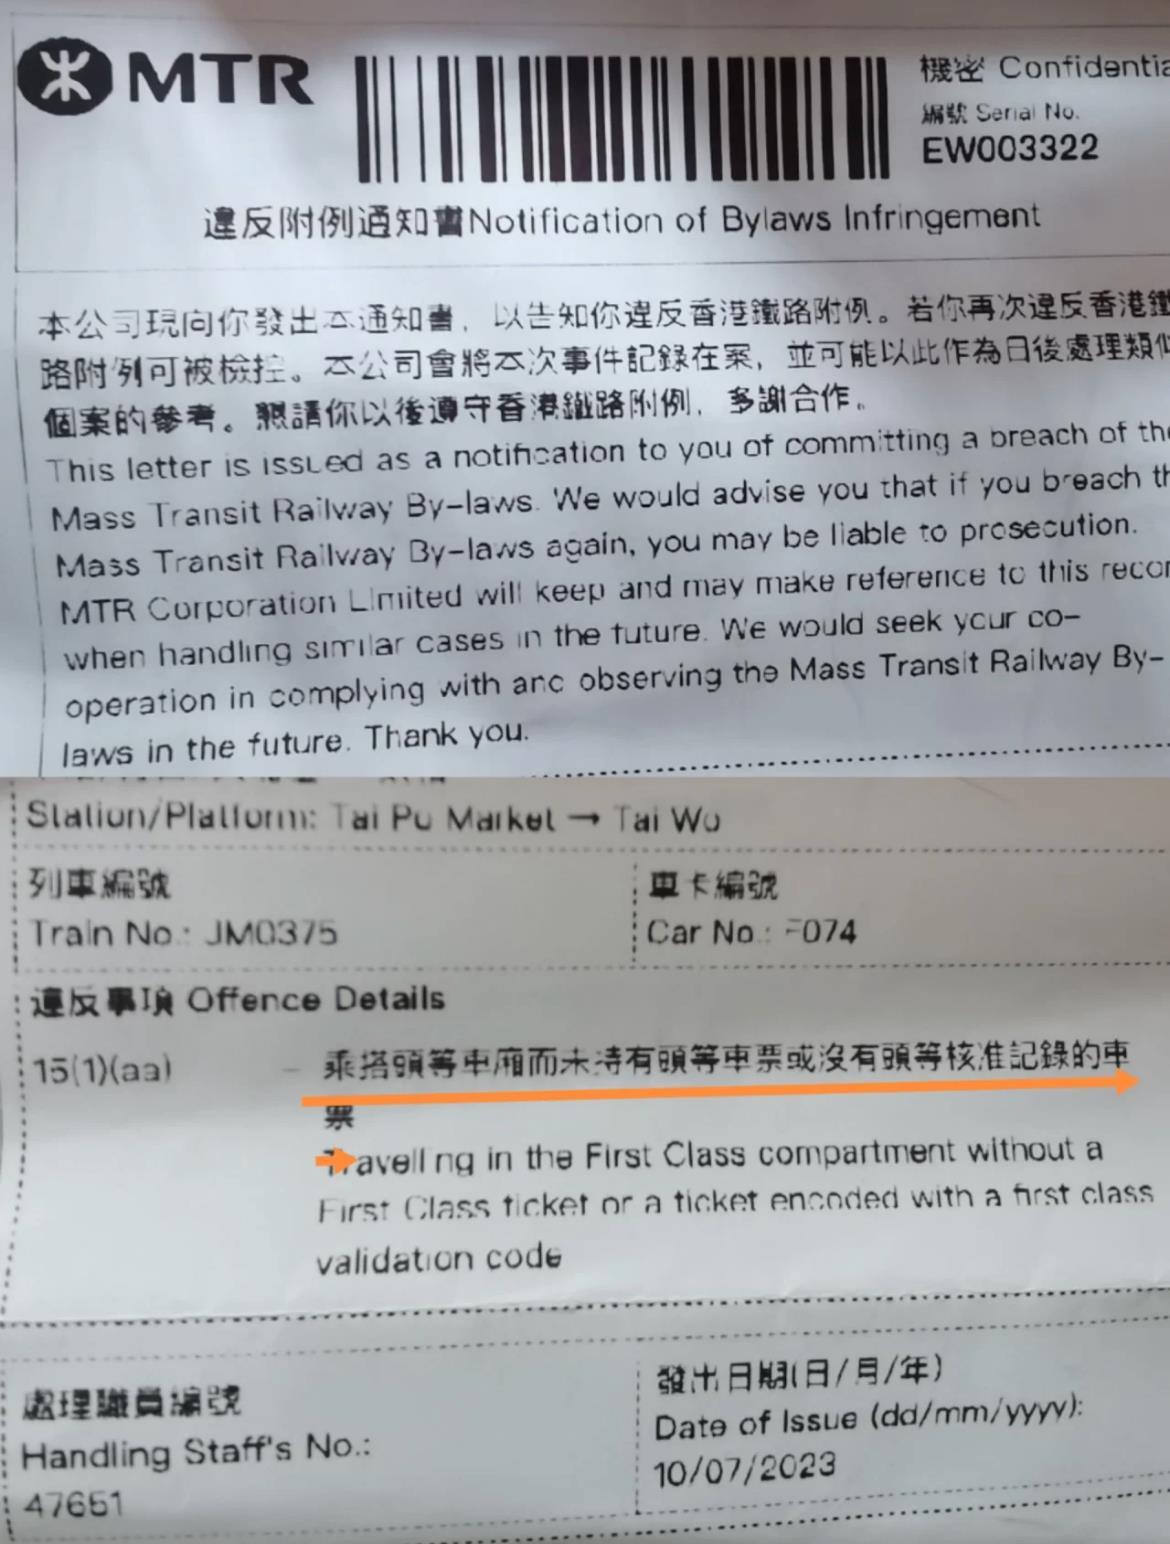 MTR
機密 Confidentia
編號 Serial No.
EW003322
違反附例通知書Notification of Bylaws Infringement
本公司現向你發出本通知書，以告知你違反香港鐵路附例。若你再次違反香港鐵
路附例可被檢控。本公司會將本次事件記錄在案，並可能以此作為日後處理類似
個案的參考。懇請你以後遵守香港鐵路附例，多謝合作。
This letter is issued as a notification to you of committing a breach of the
Mass Transit Railway By-laws. We would advise you that if you breach th
Mass Transit Railway By-laws again, you may be liable to prosecution.
MTR Corporation Limited will keep and may make reference to this recor
when handling similar cases in the future. We would seek your co-
operation in complying with and observing the Mass Transit Railway By-
laws in the future. Thank you.
Station/Platform: Tai Po Market → Tai Wo
列車編號
Train No.: JM0375
車卡編號
Car No.: F074
違反事項 Offence Details
15(1)(aa) - 乘搭頭等車廂而未持有頭等車票或沒有頭等核准記錄的車
票
Travelling in the First Class compartment without a
First Class ticket or a ticket encoded with a first class
validation code
處理職員編號
Handling Staff's No.:
47651
發出日期(日/月/年)
Date of Issue (dd/mm/yyyy):
10/07/2023